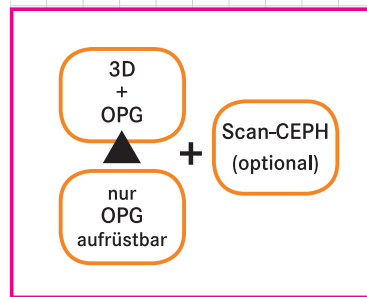 3D
+
OPG
+
Scan-CEPH
(optional)
nur
OPG
aufrüstbar